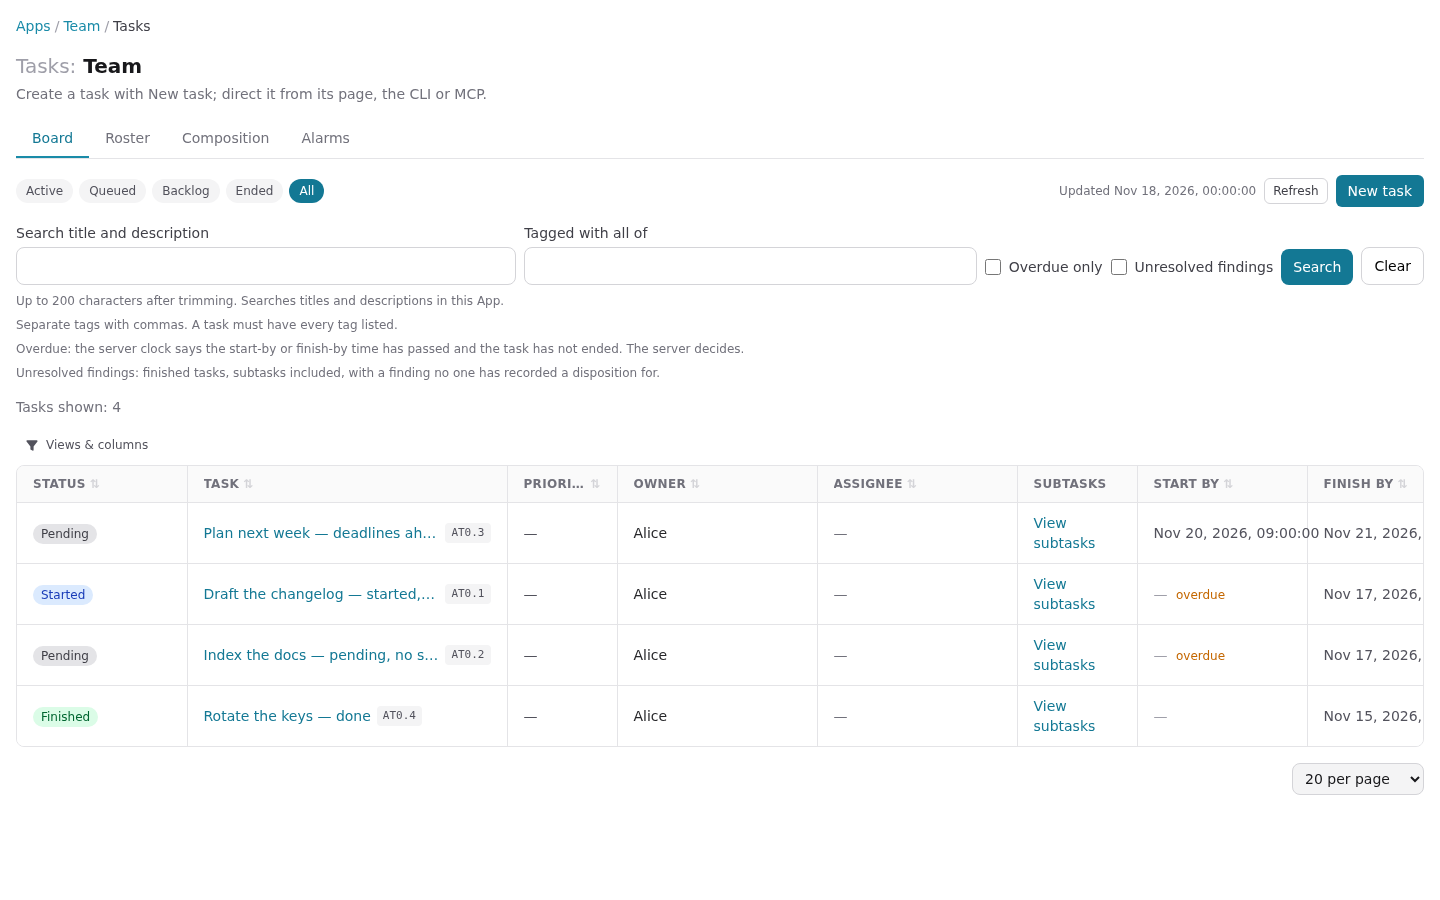 Apps / Team / Tasks
Tasks: Team
Create a task with New task; direct it from its page, the CLI or MCP.
Board Roster Composition Alarms
Active Queued Backlog Ended All Updated Nov 18, 2026, 00:00:00 Refresh New task
Search title and description Tagged with all of
Overdue only Unresolved findings Search Clear
Up to 200 characters after trimming. Searches titles and descriptions in this App.
Separate tags with commas. A task must have every tag listed.
Overdue: the server clock says the start-by or finish-by time has passed and the task has not ended. The server decides.
Unresolved findings: finished tasks, subtasks included, with a finding no one has recorded a disposition for.
Tasks shown: 4
Views & columns
STATUS TASK PRIORI... OWNER ASSIGNEE SUBTASKS START BY FINISH BY
Pending Plan next week — deadlines ah... AT0.3 — Alice — View subtasks Nov 20, 2026, 09:00:00 Nov 21, 2026,
Started Draft the changelog — started,... AT0.1 — Alice — View subtasks — overdue Nov 17, 2026,
Pending Index the docs — pending, no s... AT0.2 — Alice — View subtasks — overdue Nov 17, 2026,
Finished Rotate the keys — done AT0.4 — Alice — View subtasks — Nov 15, 2026,
20 per page